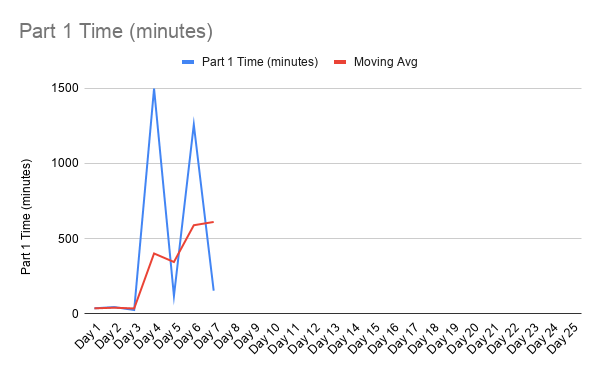 Part 1 Time (minutes)
Part 1 Time (minutes) Moving Avg
Part 1 Time (minutes)
1500
1000
500
0
Day 1 Day 2 Day 3 Day 4 Day 5 Day 6 Day 7 Day 8 Day 9 Day 10 Day 11 Day 12 Day 13 Day 14 Day 15 Day 16 Day 17 Day 18 Day 19 Day 20 Day 21 Day 22 Day 23 Day 24 Day 25